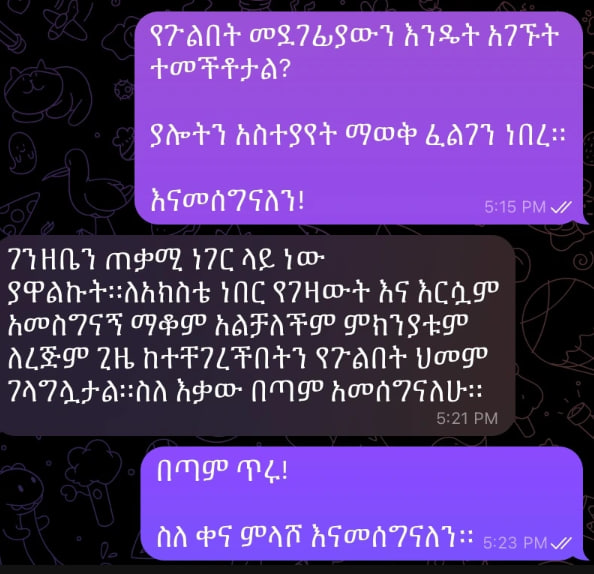 የጉልበት መደገፊያውን እንዴት አገኙት
ተመችቶታል?
ያሎትን አስተያየት ማወቅ ፈልገን ነበረ፡፡
እናመሰግናለን!
5:15 PM
ገንዘቤን ጠቃሚ ነገር ላይ ነው
ያዋልኩት፡፡ለአክስቴ ነበር የገዛውት እና እርሷም
አመስግናኝ ማቆም አልቻለችም ምክንያቱም
ለረጅም ጊዜ ከተቸገረችበትን የጉልበት ህመም
ገላግሏታል፡፡ስለ እቃው በጣም አመሰግናለሁ፡፡
5:21 PM
በጣም ጥሩ!
ስለ ቀና ምላሾ እናመሰግናለን፡፡ 5:23 PM